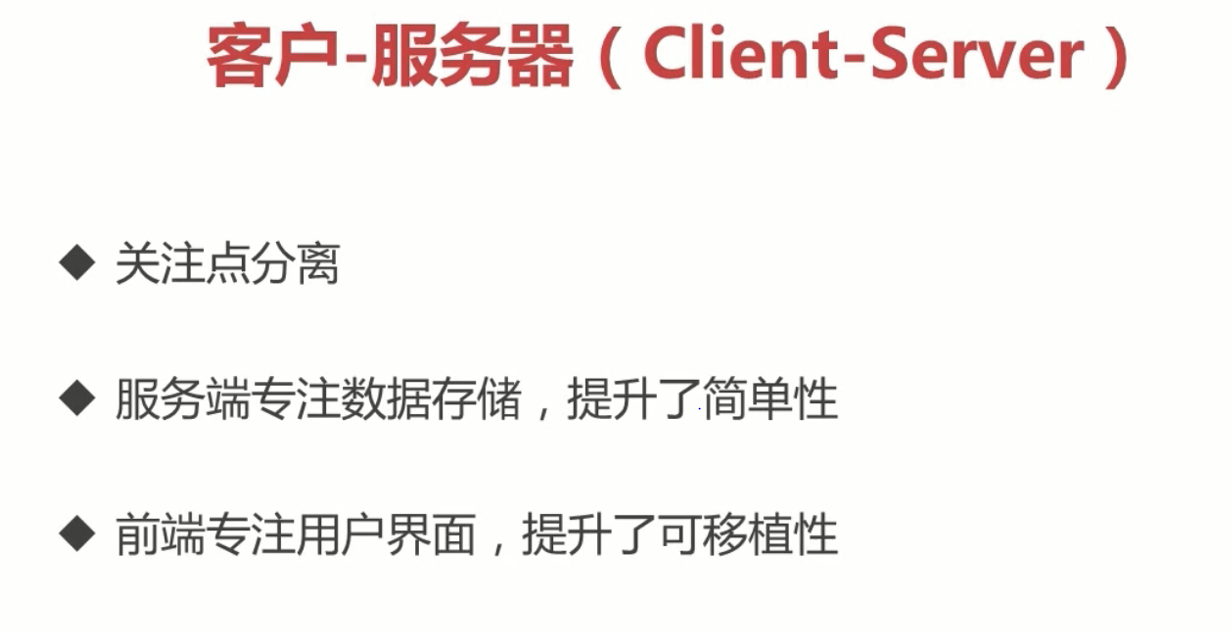 客户-服务器（Client-Server）
◆ 关注点分离
◆ 服务端专注数据存储，提升了简单性
◆ 前端专注用户界面，提升了可移植性